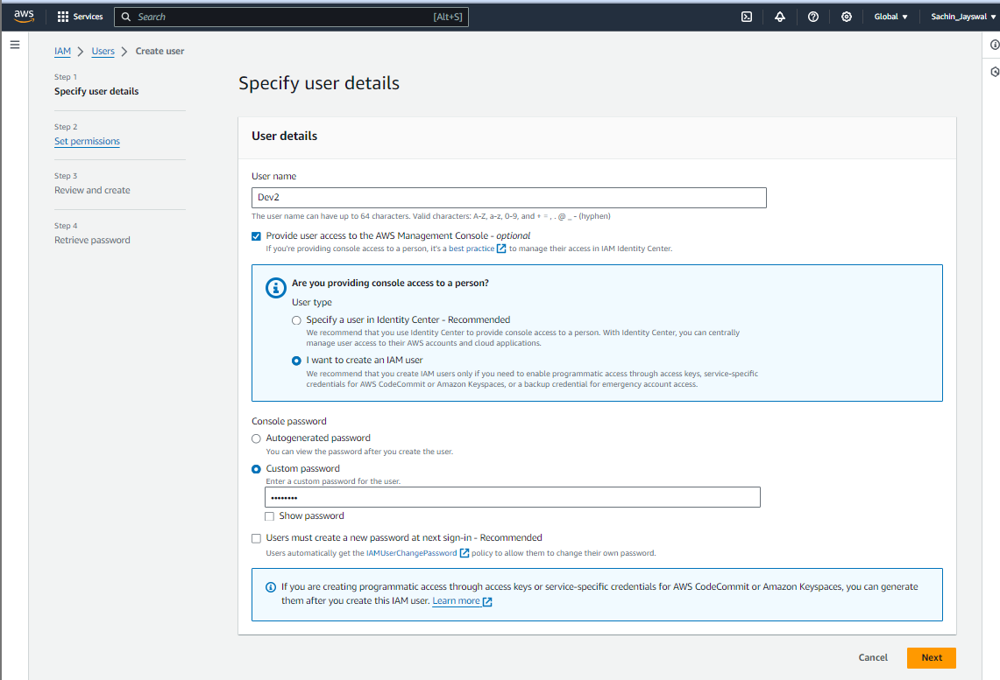 aws
Services
Search
[Alt+S]
Global
Sachin_Jayswal
IAM
Users
Create user
Step 1
Specify user details
Step 2
Set permissions
Step 3
Review and create
Step 4
Retrieve password
Specify user details
User details
User name
Dev2
The user name can have up to 64 characters. Valid characters: A-Z, a-z, 0-9, and + = , . @ _ - (hyphen)
Provide user access to the AWS Management Console - optional
If you're providing console access to a person, it's a best practice to manage their access in IAM Identity Center.
Are you providing console access to a person?
User type
Specify a user in Identity Center - Recommended
We recommend that you use Identity Center to provide console access to a person. With Identity Center, you can centrally
manage user access to their AWS accounts and cloud applications.
I want to create an IAM user
We recommend that you create IAM users only if you need to enable programmatic access through access keys, service-specific
credentials for AWS CodeCommit or Amazon Keyspaces, or a backup credential for emergency account access.
Console password
Autogenerated password
You can view the password after you create the user.
Custom password
Enter a custom password for the user.
••••••••
Show password
Users must create a new password at next sign-in - Recommended
Users automatically get the IAMUserChangePassword policy to allow them to change their own password.
If you are creating programmatic access through access keys or service-specific credentials for AWS CodeCommit or Amazon Keyspaces, you can generate
them after you create this IAM user. Learn more
Cancel
Next